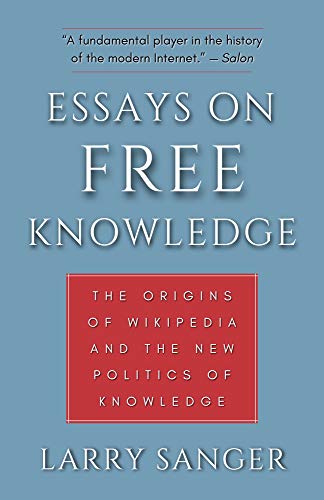 “A fundamental player in the history
of the modern Internet.” — Salon
ESSAYS ON
FREE
KNOWLEDGE
THE ORIGINS
OF WIKIPEDIA
AND THE NEW
POLITICS OF
KNOWLEDGE
LARRY SANGER